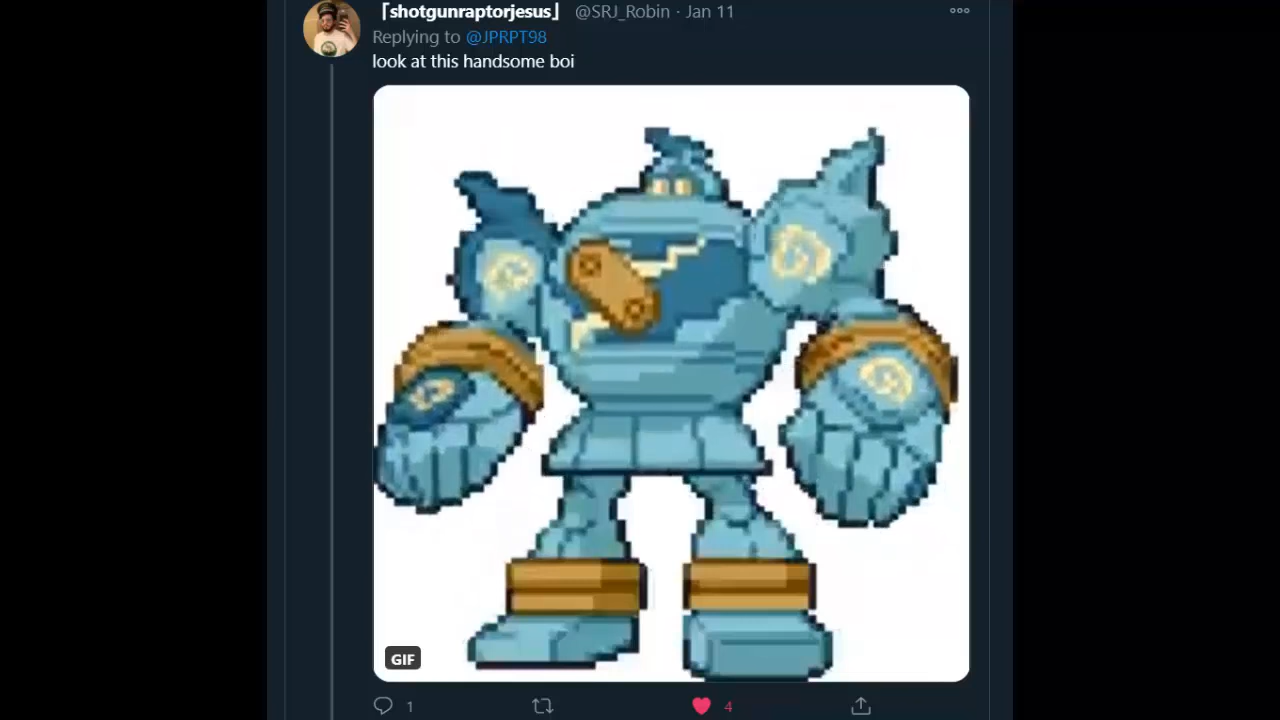 「shotgunraptorjesus」 @SRJ_Robin · Jan 11
Replying to @JPRPT98
look at this handsome boi
GIF
1
4